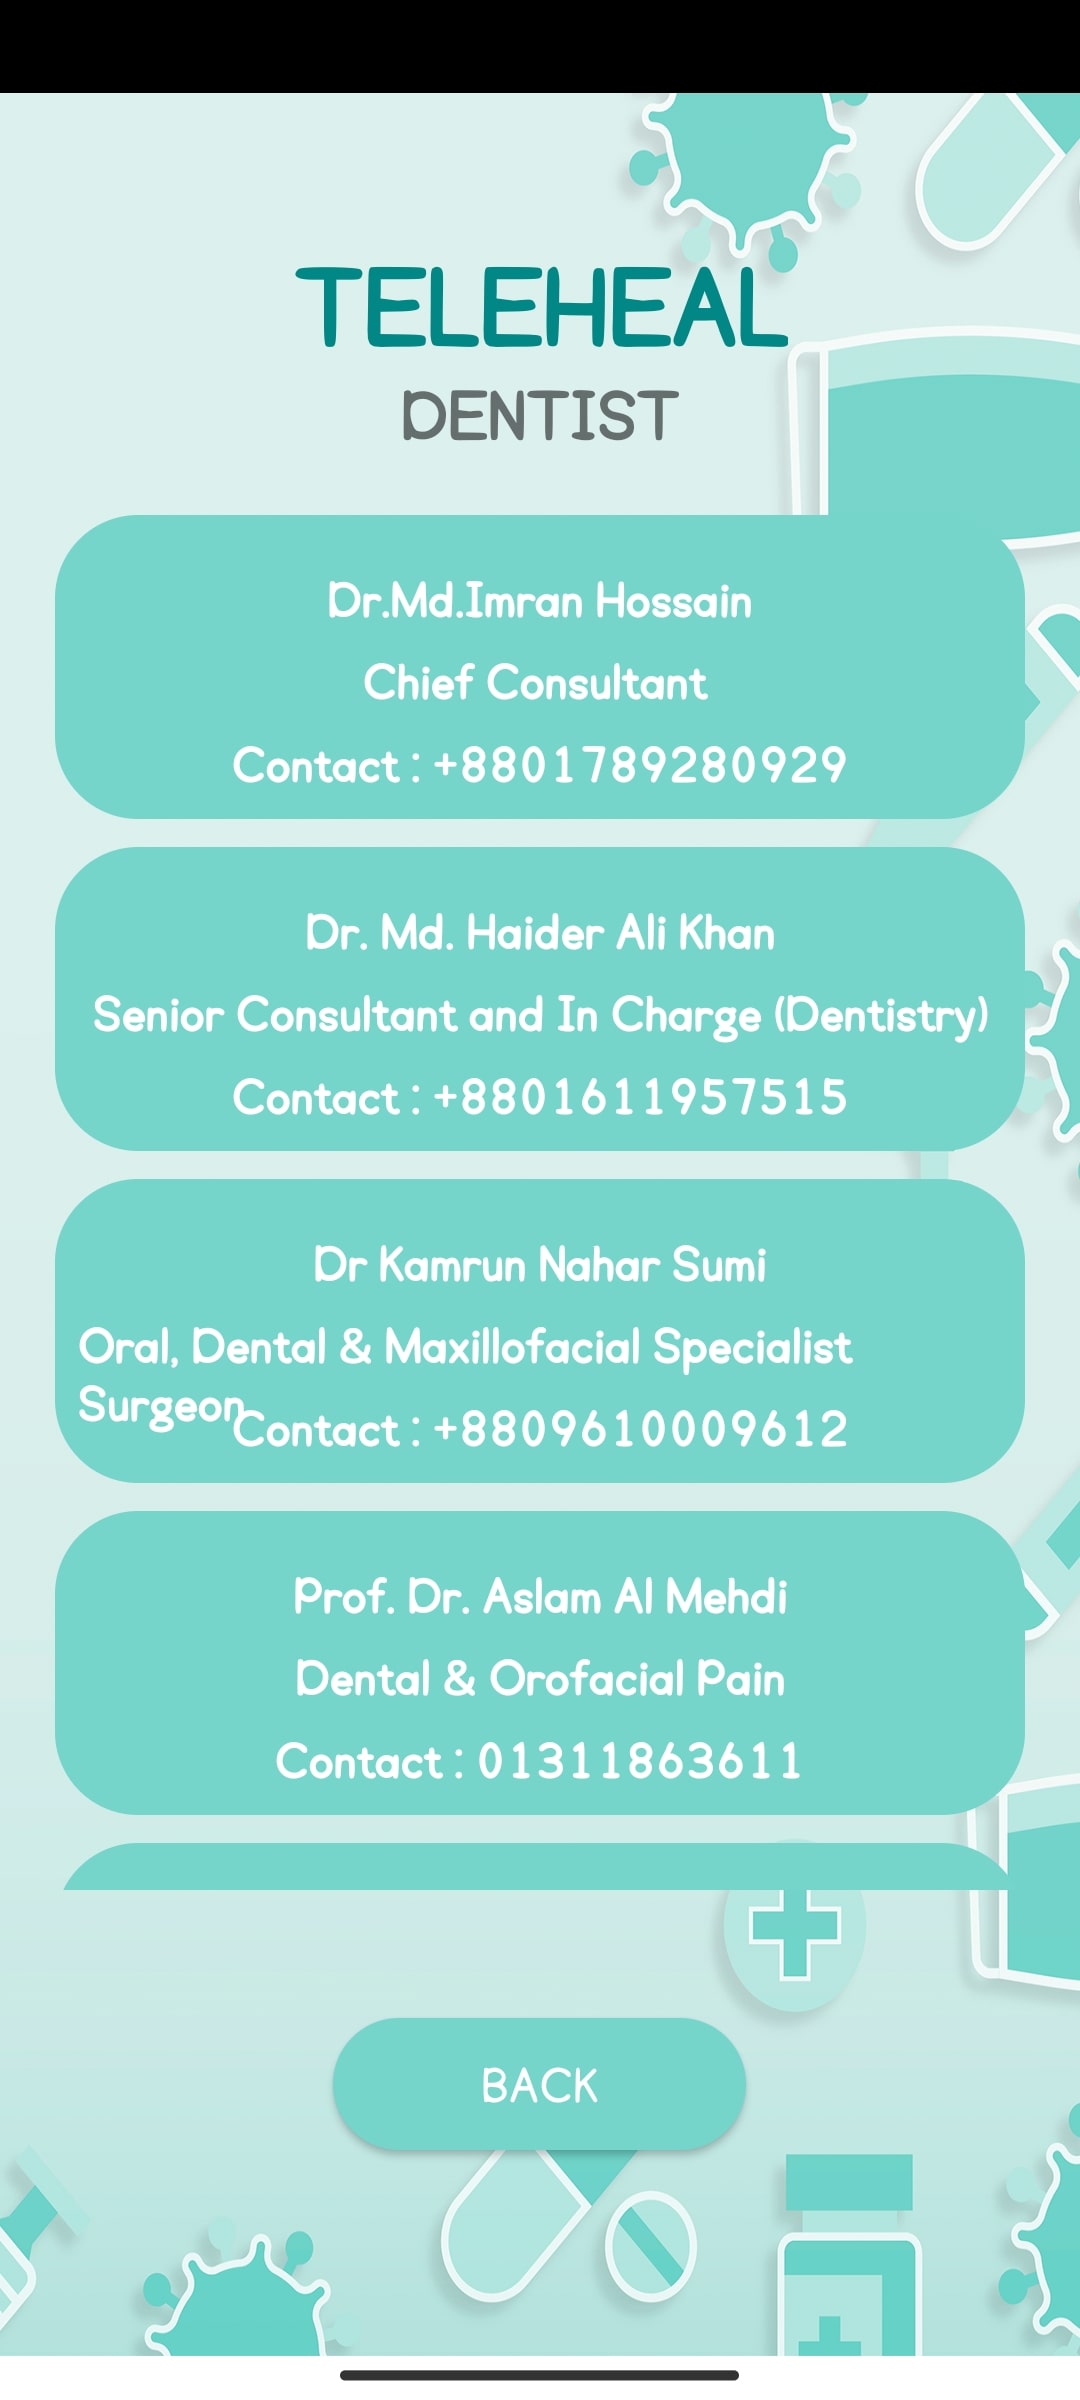 TELEHEAL
DENTIST
Dr.Md.Imran Hossain
Chief Consultant
Contact : +8801789280929
Dr. Md. Haider Ali Khan
Senior Consultant and In Charge (Dentistry)
Contact : +8801611957515
Dr Kamrun Nahar Sumi
Oral, Dental & Maxillofacial Specialist
Surgeon
Contact : +8809610009612
Prof. Dr. Aslam Al Mehdi
Dental & Orofacial Pain
Contact : 01311863611
BACK